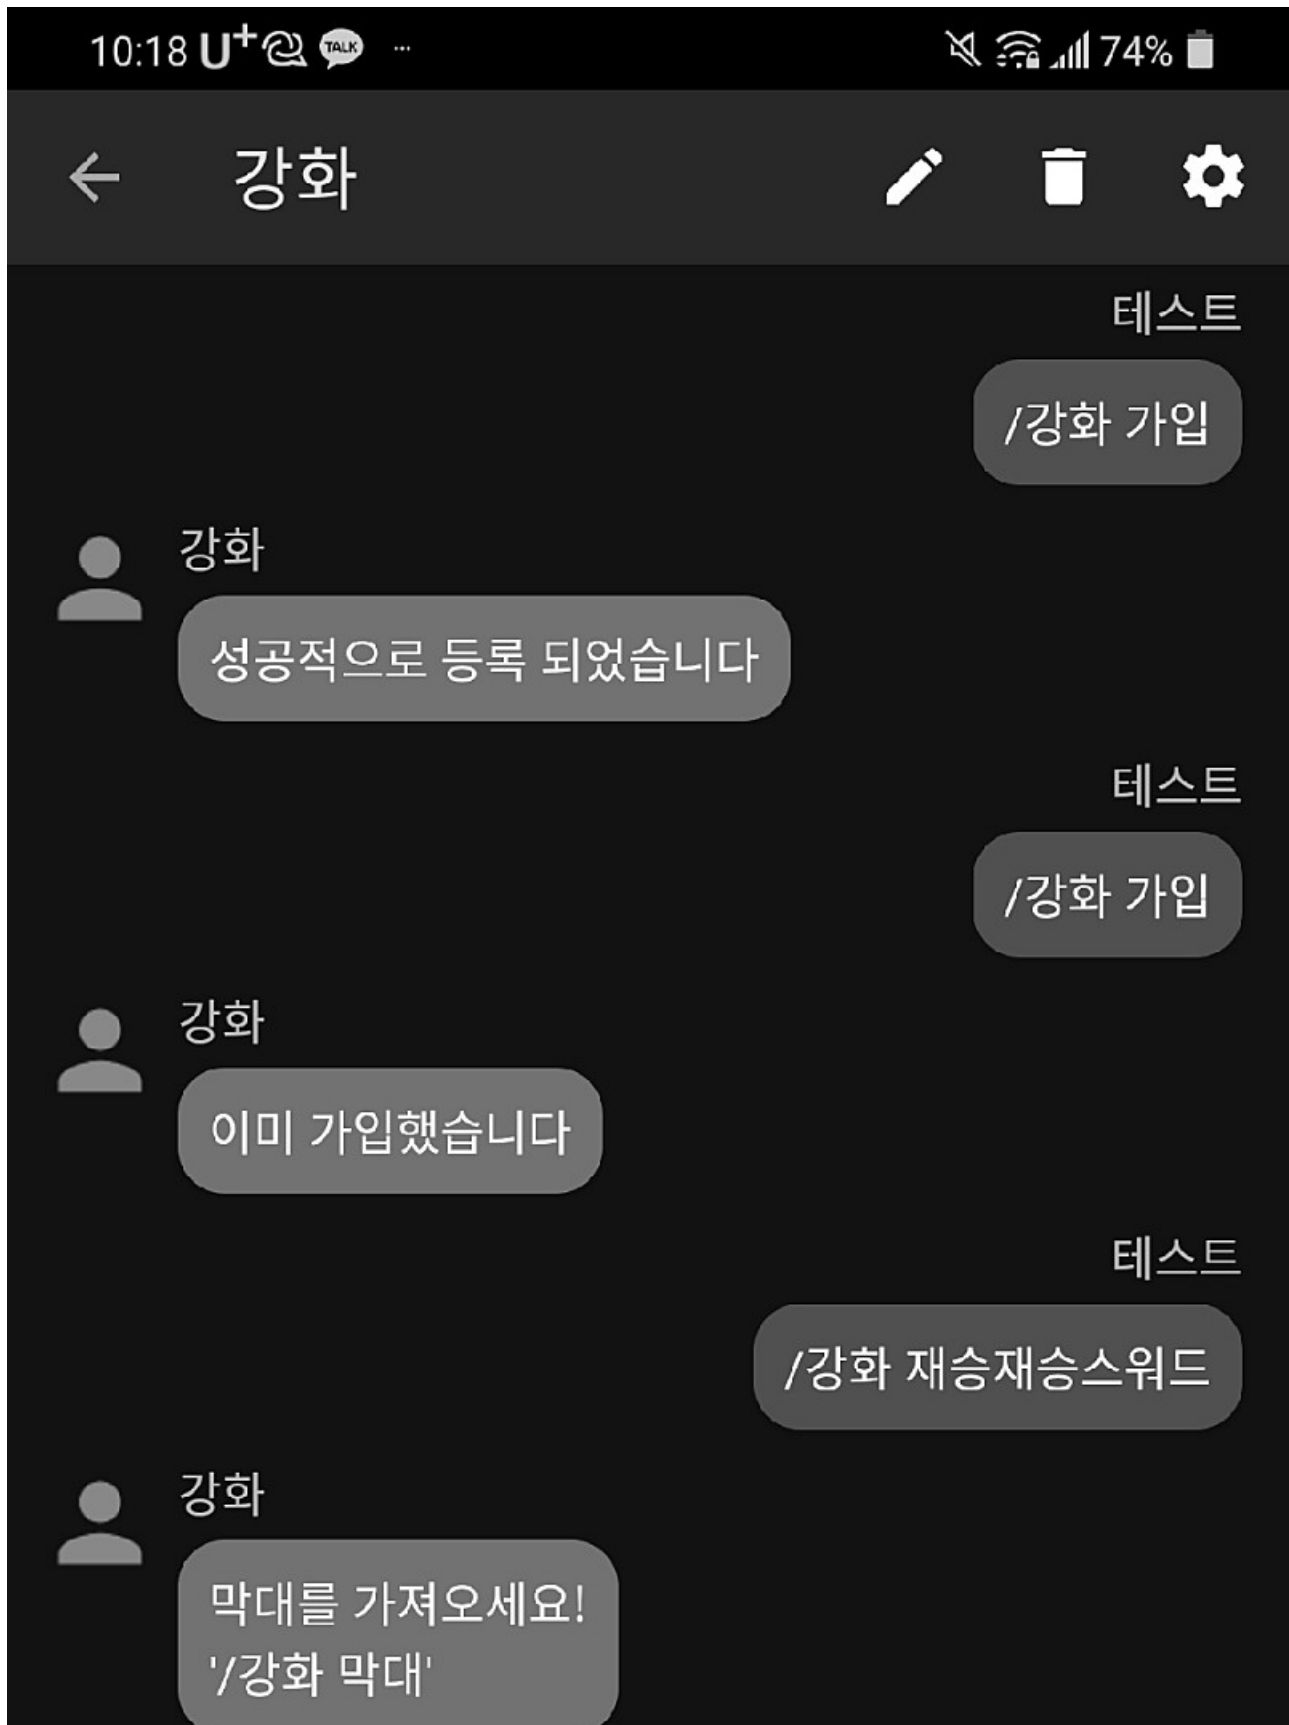 10:18 U+ TALK ... 74%
강화
테스트
/강화 가입
강화
성공적으로 등록 되었습니다
테스트
/강화 가입
강화
이미 가입했습니다
테스트
/강화 재승재승스워드
강화
막대를 가져오세요!
'/강화 막대'